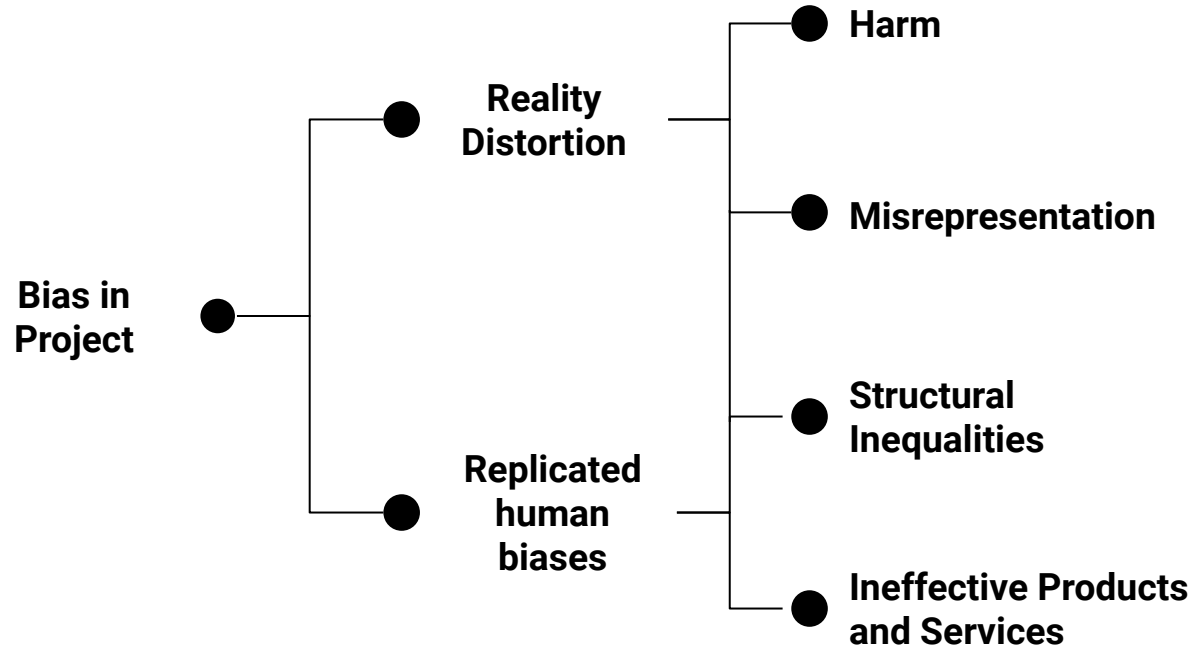 Harm
Reality
Distortion
Misrepresentation
Bias in
Project
Structural
Inequalities
Replicated
human
biases
Ineffective Products
and Services